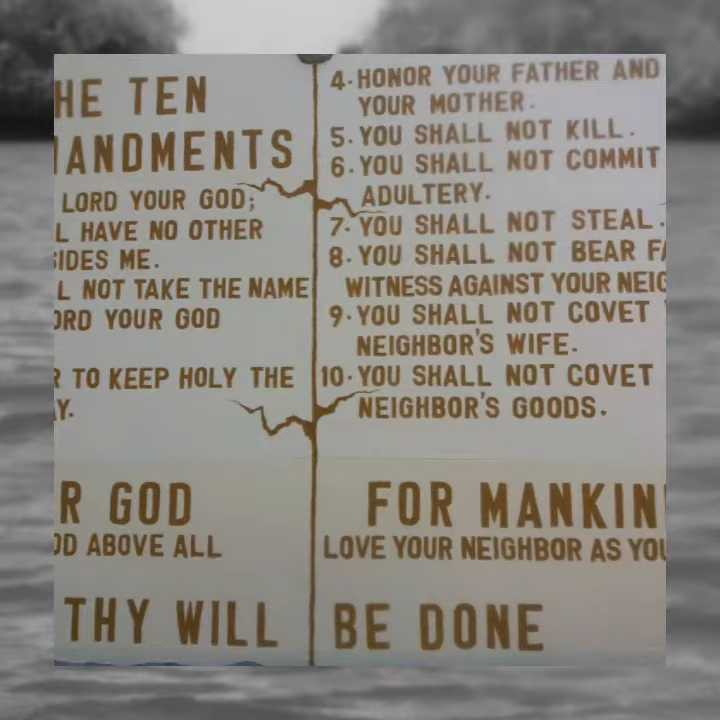 HE TEN
MANDMENTS
LORD YOUR GOD;
L HAVE NO OTHER
SIDES ME.
L NOT TAKE THE NAME
ORD YOUR GOD
R TO KEEP HOLY THE
AY.
4. HONOR YOUR FATHER AND
YOUR MOTHER.
5. YOU SHALL NOT KILL.
6. YOU SHALL NOT COMMIT
ADULTERY.
7. YOU SHALL NOT STEAL.
8. YOU SHALL NOT BEAR FA
WITNESS AGAINST YOUR NEIG
9. YOU SHALL NOT COVET
NEIGHBOR'S WIFE.
10. YOU SHALL NOT COVET
NEIGHBOR'S GOODS.
R GOD
OD ABOVE ALL
FOR MANKIN
LOVE YOUR NEIGHBOR AS YOU
THY WILL BE DONE